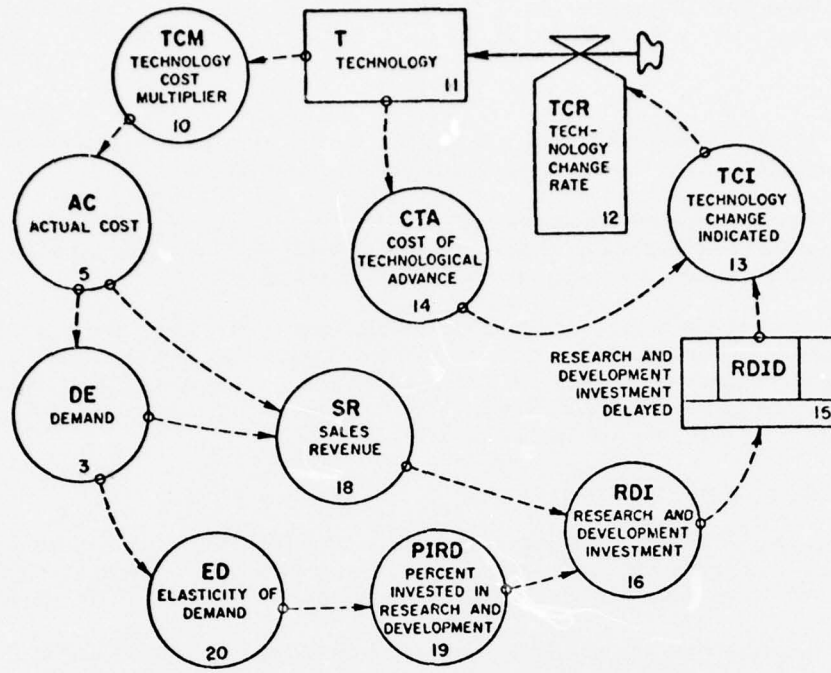 TCM
TECHNOLOGY
COST
MULTIPLIER
10
T
TECHNOLOGY
11
TCR
TECH-
NOLOGY
CHANGE
RATE
12
TCI
TECHNOLOGY
CHANGE
INDICATED
13
AC
ACTUAL COST
5
CTA
COST OF
TECHNOLOGICAL
ADVANCE
14
RESEARCH AND
DEVELOPMENT
INVESTMENT
DELAYED
RDID
15
DE
DEMAND
3
SR
SALES
REVENUE
18
RDI
RESEARCH AND
DEVELOPMENT
INVESTMENT
16
ED
ELASTICITY OF
DEMAND
20
PIRD
PERCENT
INVESTED IN
RESEARCH AND
DEVELOPMENT
19